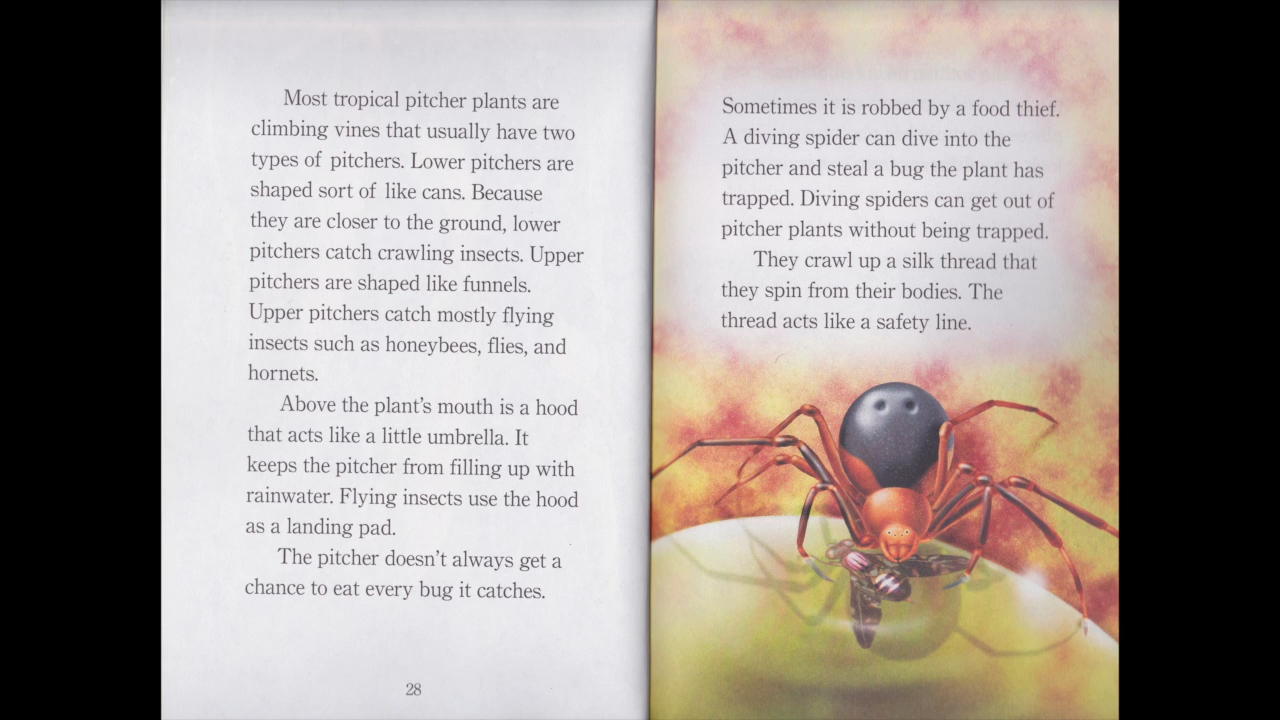 Most tropical pitcher plants are
climbing vines that usually have two
types of pitchers. Lower pitchers are
shaped sort of like cans. Because
they are closer to the ground, lower
pitchers catch crawling insects. Upper
pitchers are shaped like funnels.
Upper pitchers catch mostly flying
insects such as honeybees, flies, and
hornets.
Above the plant's mouth is a hood
that acts like a little umbrella. It
keeps the pitcher from filling up with
rainwater. Flying insects use the hood
as a landing pad.
The pitcher doesn't always get a
chance to eat every bug it catches.
28
Sometimes it is robbed by a food thief.
A diving spider can dive into the
pitcher and steal a bug the plant has
trapped. Diving spiders can get out of
pitcher plants without being trapped.
They crawl up a silk thread that
they spin from their bodies. The
thread acts like a safety line.